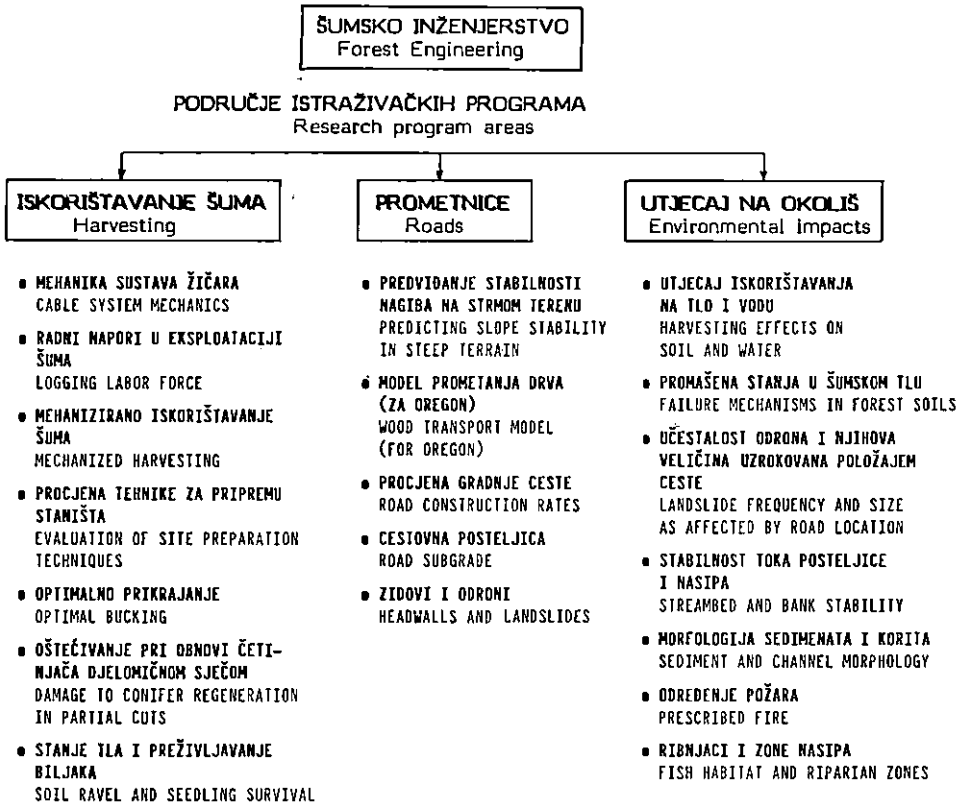 ŠUMSKO INŽENJERSTVO
Forest Engineering
PODRUČJE ISTRAŽIVAČKIH PROGRAMA
Research program areas
ISKORIŠTAVANJE ŠUMA
Harvesting
MEHANIKA SUSTAVA ŽIČARA
CABLE SYSTEM MECHANICS
RADNI NAPORI U EKSPLOATACIJI
ŠUMA
LOGGING LABOR FORCE
MEHANIZIRANO ISKORIŠTAVANJE
ŠUMA
MECHANIZED HARVESTING
PROCJENA TEHNIKE ZA PRIPREMU
STANIŠTA
EVALUATION OF SITE PREPARATION
TECHNIQUES
OPTIMALNO PRIKRAJANJE
OPTIMAL BUCKING
OŠTEĆIVANJE PRI OBNOVI ČETI-
NJAČA DJELOMIČNOM SJEČOM
DAMAGE TO CONIFER REGENERATION
IN PARTIAL CUTS
STANJE TLA I PREŽIVLJAVANJE
BILJAKA
SOIL RAVEL AND SEEDLING SURVIVAL
PROMETNICE
Roads
PREDVIĐANJE STABILNOSTI
NAGIBA NA STRMOM TERENU
PREDICTING SLOPE STABILITY
IN STEEP TERRAIN
MODEL PROMETANJA DRVA
(ZA OREGON)
WOOD TRANSPORT MODEL
(FOR OREGON)
PROCJENA GRADNJE CESTE
ROAD CONSTRUCTION RATES
CESTOVNA POSTELJICA
ROAD SUBGRADE
ZIDOVI I ODRONI
HEADWALLS AND LANDSLIDES
UTJECAJ NA OKOLIŠ
Environmental Impacts
UTJECAJ ISKORIŠTAVANJA
NA TLO I VODU
HARVESTING EFFECTS ON
SOIL AND WATER
PROMAŠENA STANJA U ŠUMSKOM TLU
FAILURE MECHANISMS IN FOREST SOILS
UČESTALOST ODRONA I NJIHOVA
VELIČINA UZROKOVANA POLOŽAJEM
CESTE
LANDSLIDE FREQUENCY AND SIZE
AS AFFECTED BY ROAD LOCATION
STABILNOST TOKA POSTELJICE
I NASIPA
STREAMBED AND BANK STABILITY
MORFOLOGIJA SEDIMENATA I KORITA
SEDIMENT AND CHANNEL MORPHOLOGY
ODREĐENJE POŽARA
PRESCRIBED FIRE
RIBNJACI I ZONE NASIPA
FISH HABITAT AND RIPARIAN ZONES